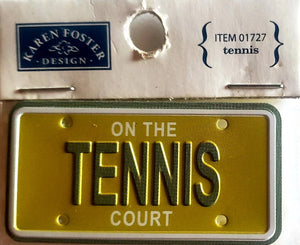 KAREN FOSTER
DESIGN
ITEM 01727
tennis
ON THE
TENNIS
COURT